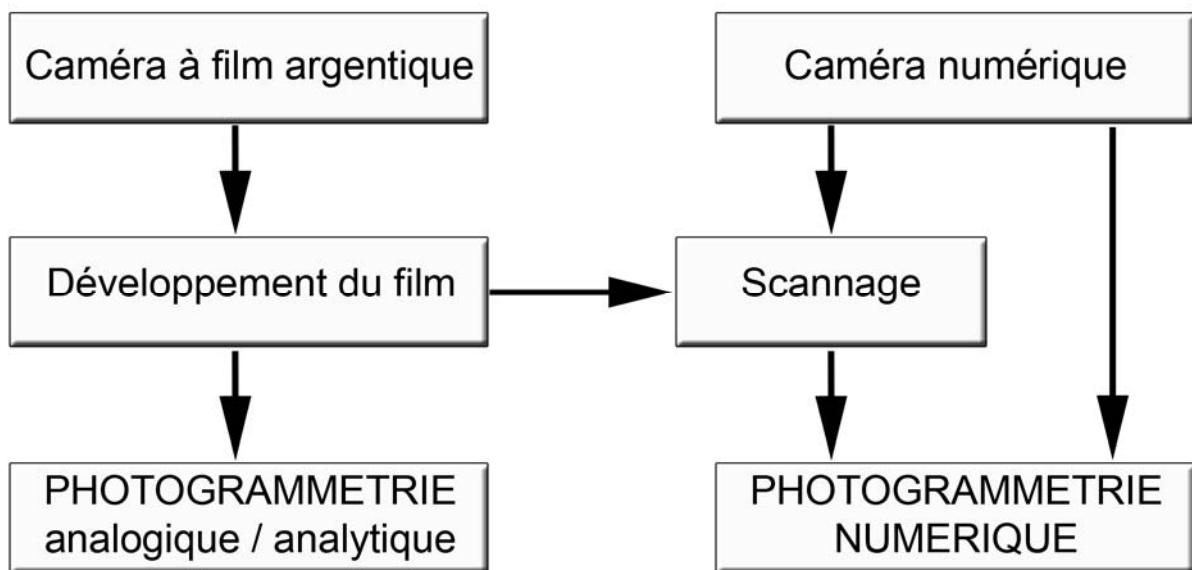 Caméra à film argentique
Caméra numérique
Développement du film
Scannage
PHOTOGRAMMETRIE
analogique / analytique
PHOTOGRAMMETRIE
NUMERIQUE